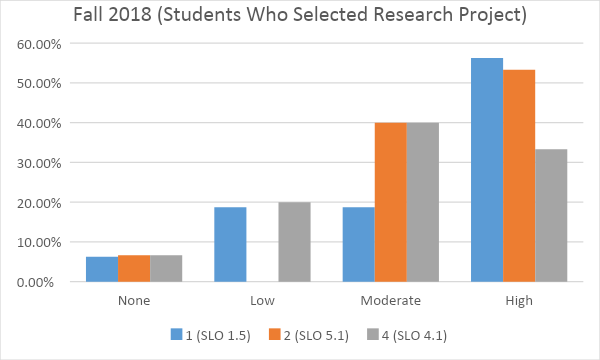 Fall 2018 (Students Who Selected Research Project)
60.00%
50.00%
40.00%
30.00%
20.00%
10.00%
0.00%
None Low Moderate High
1 (SLO 1.5) 2 (SLO 5.1) 4 (SLO 4.1)